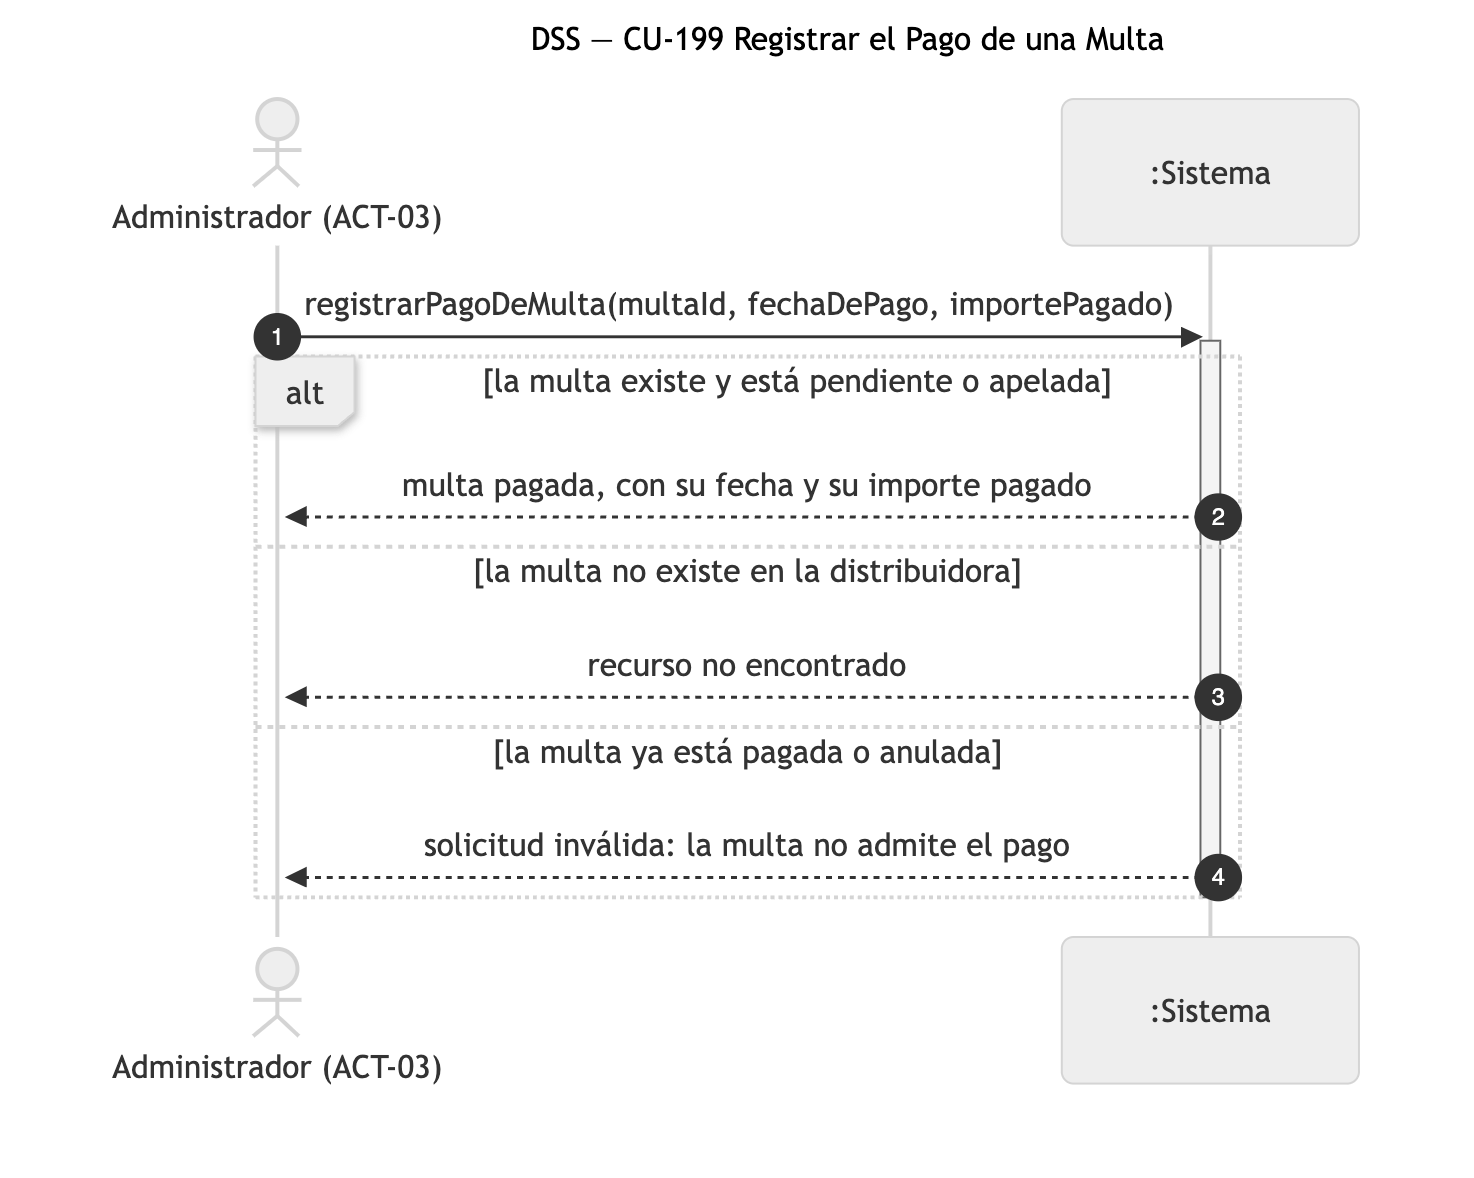 DSS — CU-199 Registrar el Pago de una Multa
Administrador (ACT-03)
:Sistema
registrarPagoDeMulta(multaId, fechaDePago, importePagado)
1
alt
[la multa existe y está pendiente o apelada]
multa pagada, con su fecha y su importe pagado
2
[la multa no existe en la distribuidora]
recurso no encontrado
3
[la multa ya está pagada o anulada]
solicitud inválida: la multa no admite el pago
4
Administrador (ACT-03)
:Sistema